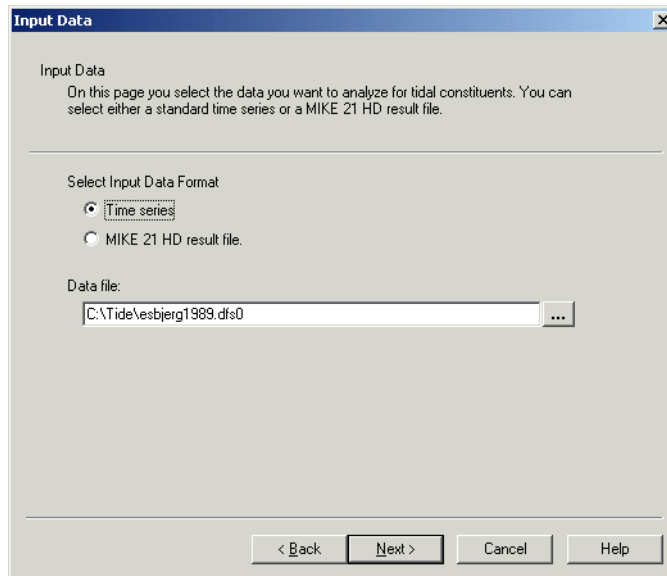 Input Data
Input Data
On this page you select the data you want to analyze for tidal constituents. You can
select either a standard time series or a MIKE 21 HD result file.
Select Input Data Format
Time series
MIKE 21 HD result file.
Data file:
C:\Tide\esbjerg1989.dfs0
...
< Back
Next >
Cancel
Help